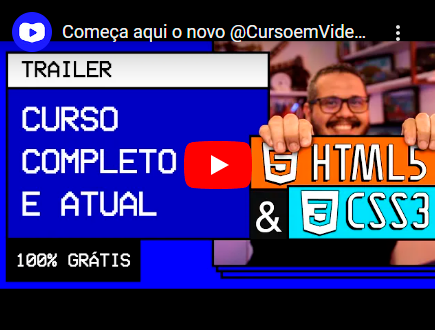 Começa aqui o novo @CursoemVide...
TRAILER
CURSO
COMPLETO
E ATUAL
HTML5
& CSS3
100% GRÁTIS